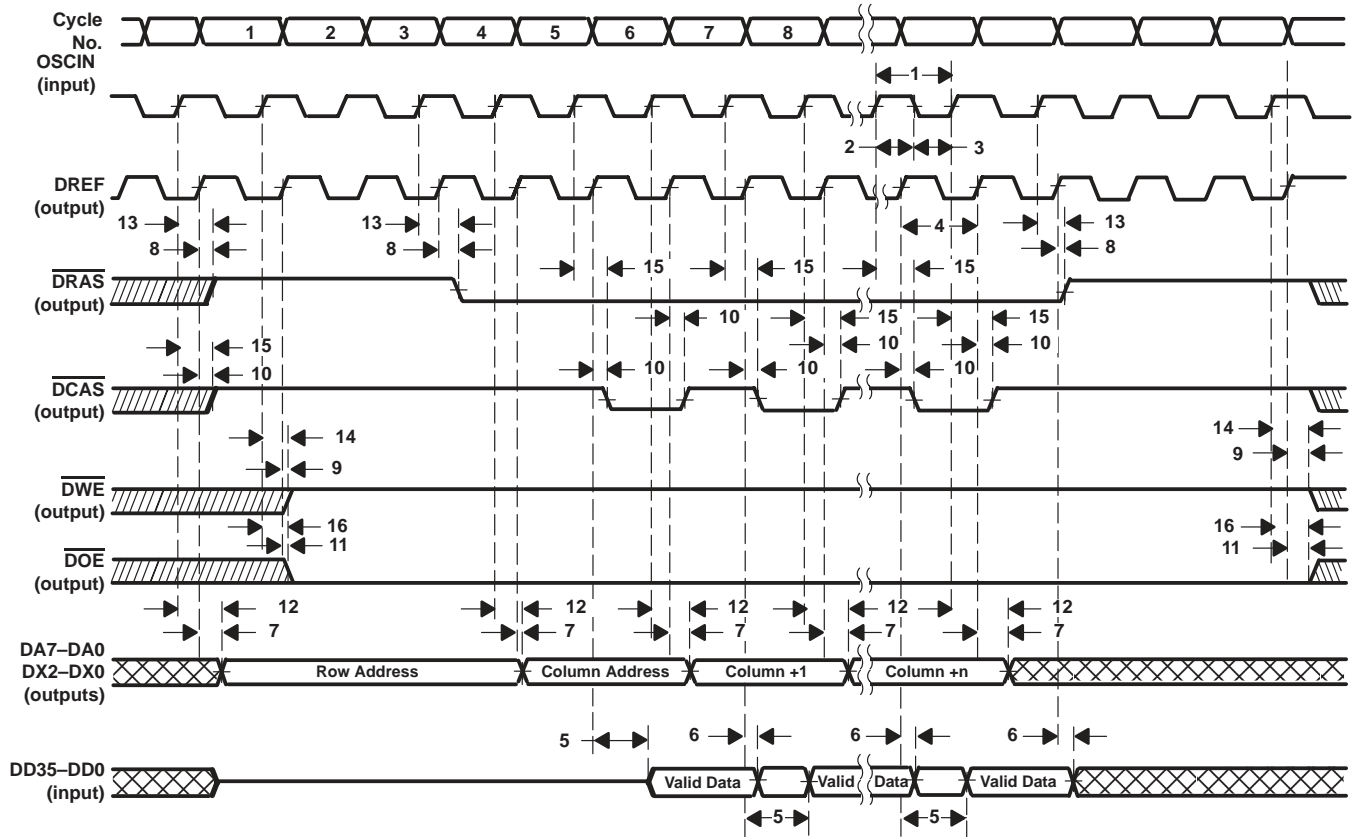 Cycle No. 1 2 3 4 5 6 7 8
OSCIN (input)
1
2 3
DREF (output)
13 13 4 13
8 8 8
DRAS (output)
15 15 15
10 15 15
15 10 10
10 10 10 10
DCAS (output)
14 14
9 9
DWE (output)
16 16
11 11
DOE (output)
12 12 12 12 12
7 7 7 7 7
DA7–DA0
DX2–DX0 (outputs)
Row Address Column Address Column +1 Column +n
5 6 6 6
DD35–DD0 (input)
Valid Data Valid Data Valid Data
5 5